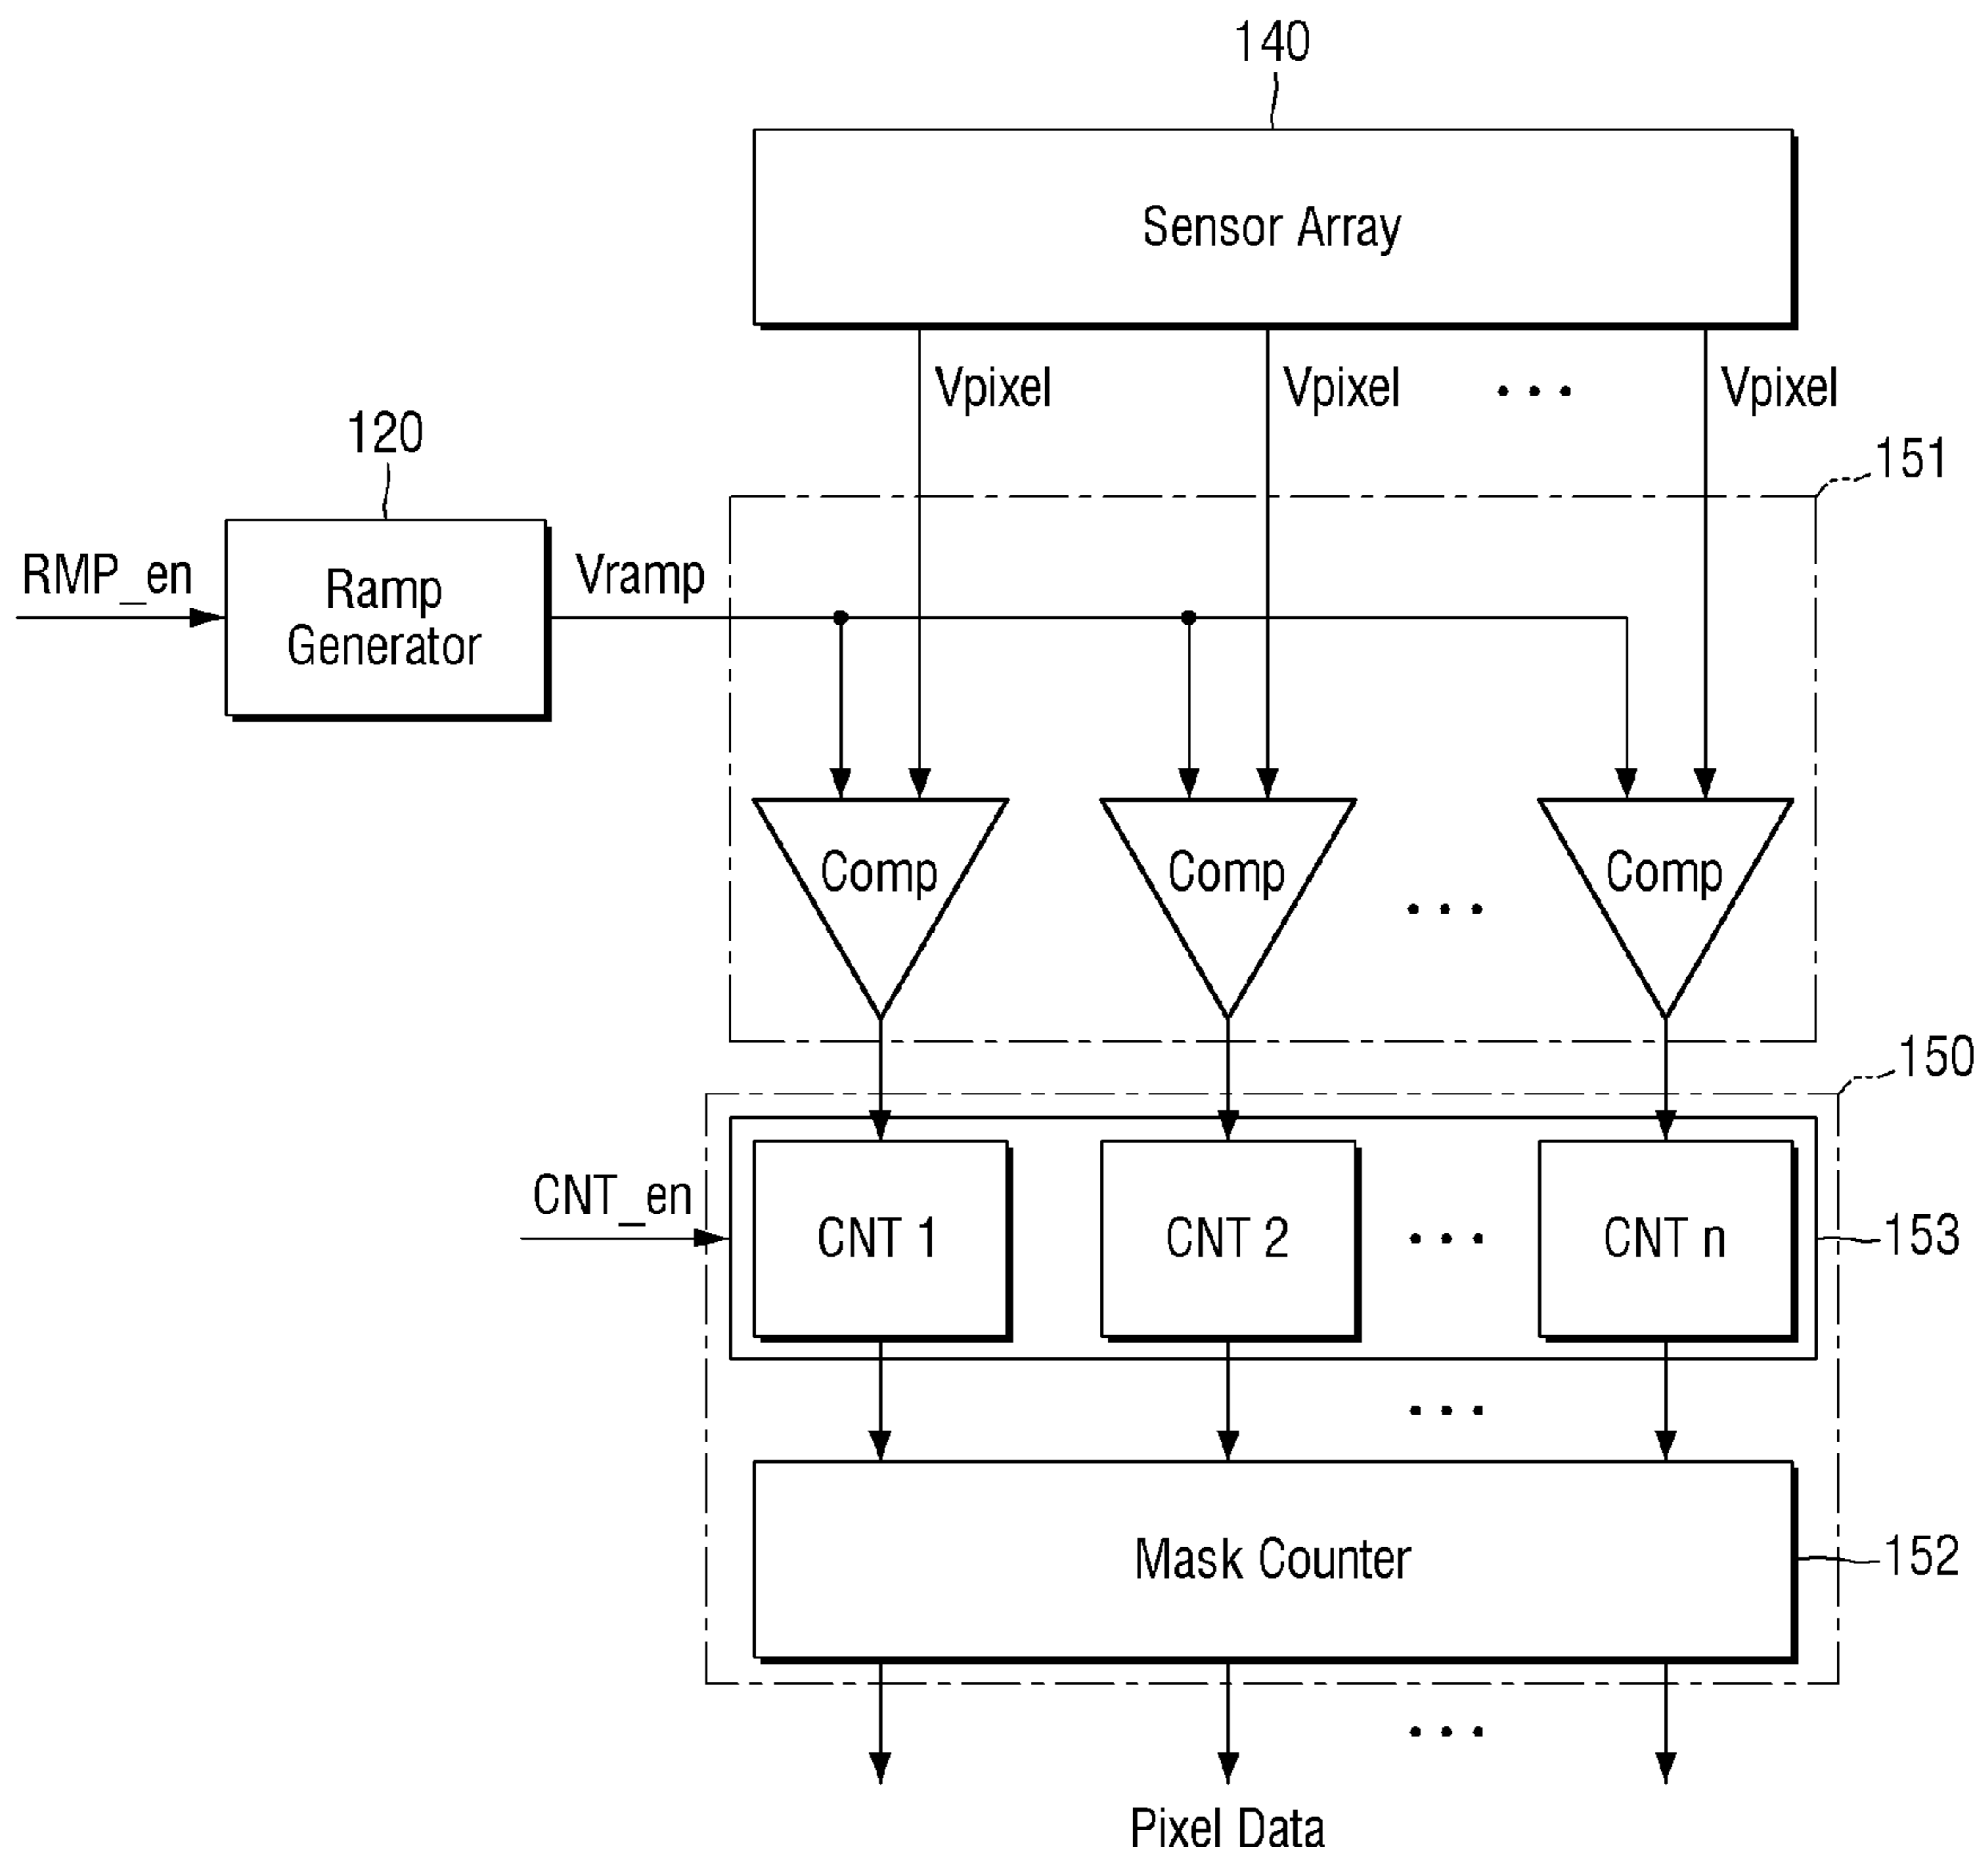 140
Sensor Array
Vpixel Vpixel ... Vpixel
120
151
RMP_en
Ramp
Generator
Vramp
Comp Comp ... Comp
150
CNT_en
CNT 1 CNT 2 ... CNT n
153
...
Mask Counter
152
...
Pixel Data